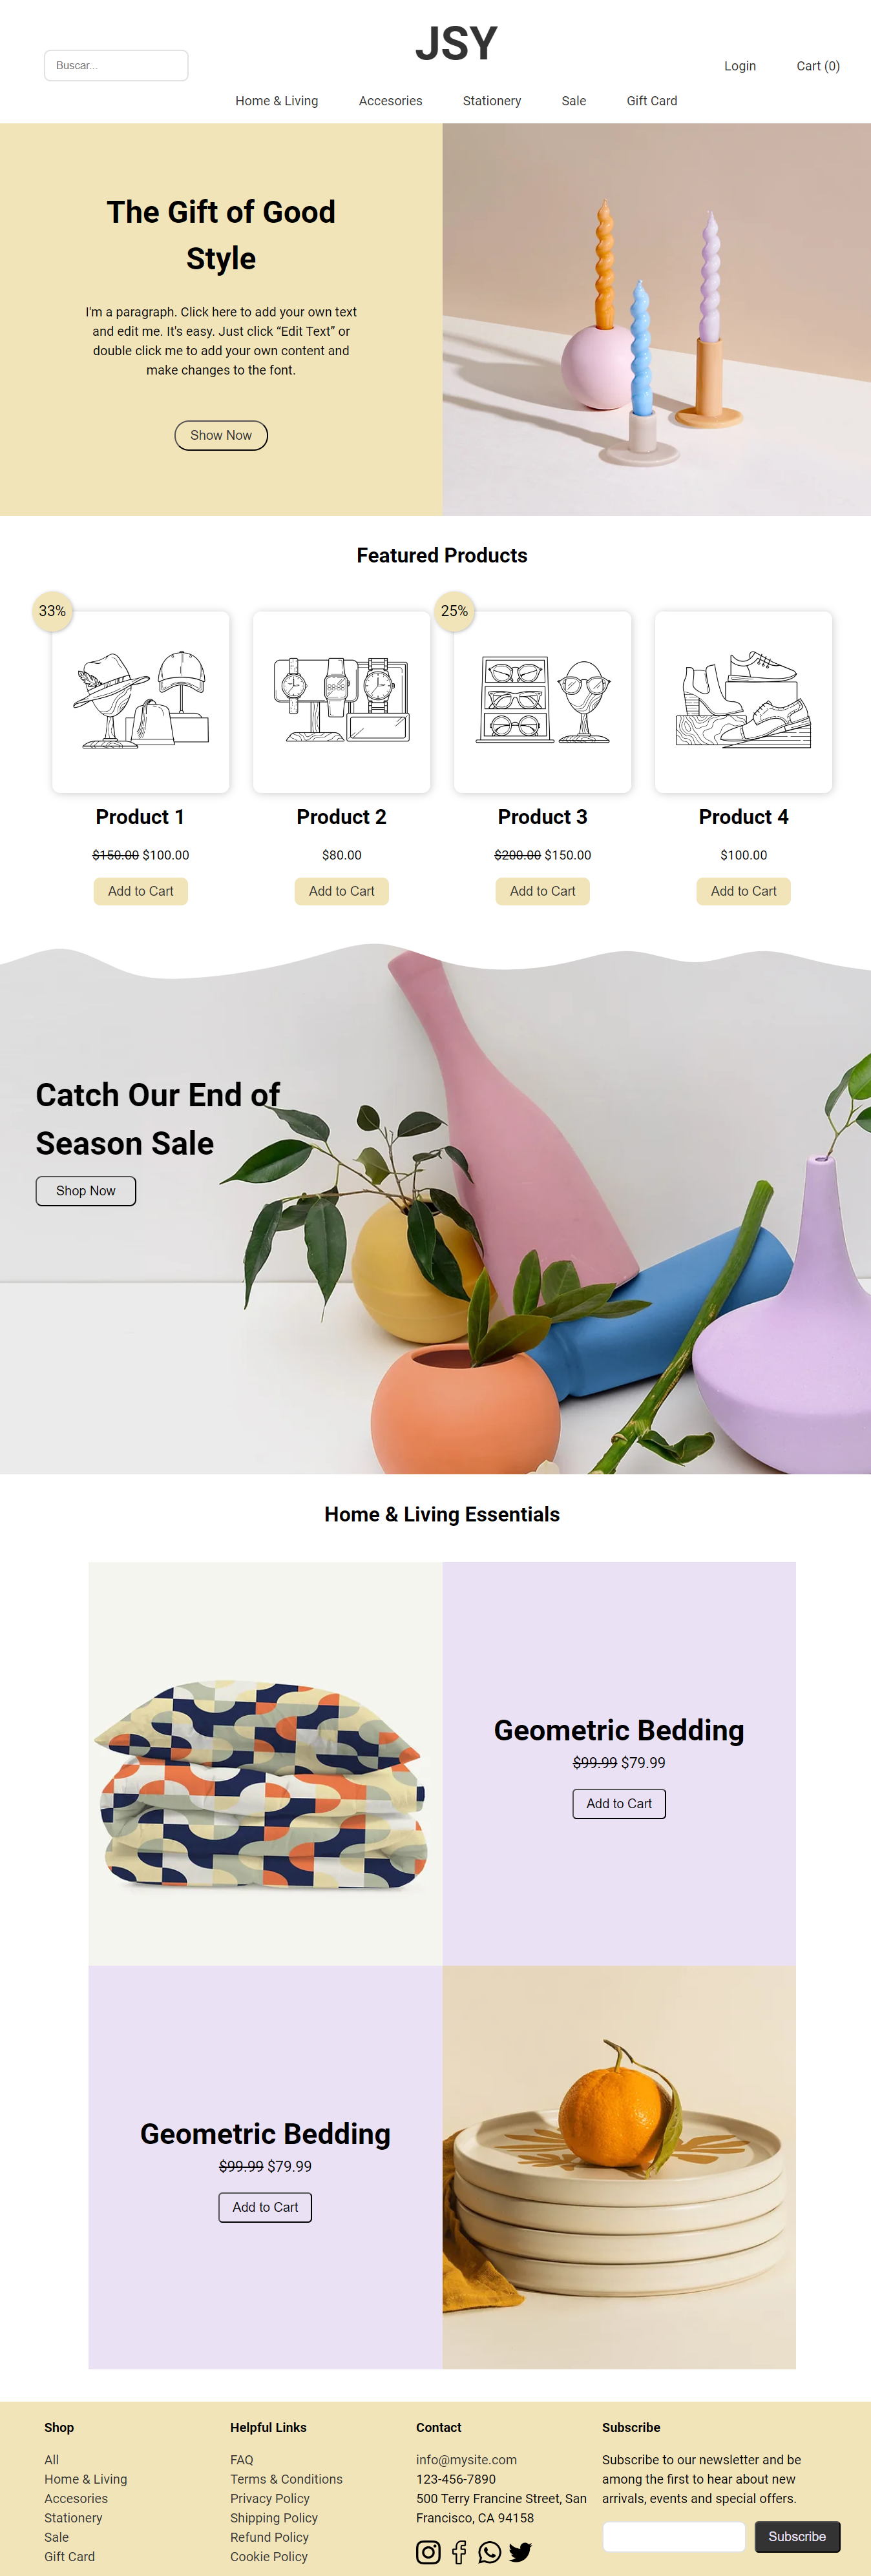 JSY
Buscar...
Login
Cart (0)
Home & Living
Accesories
Stationery
Sale
Gift Card
The Gift of Good
Style
I'm a paragraph. Click here to add your own text
and edit me. It's easy. Just click “Edit Text” or
double click me to add your own content and
make changes to the font.
Show Now
Featured Products
33%
25%
Product 1
Product 2
Product 3
Product 4
$150.00 $100.00
$80.00
$200.00 $150.00
$100.00
Add to Cart
Add to Cart
Add to Cart
Add to Cart
Catch Our End of
Season Sale
Shop Now
Home & Living Essentials
Geometric Bedding
$99.99 $79.99
Add to Cart
Geometric Bedding
$99.99 $79.99
Add to Cart
Shop
All
Home & Living
Accesories
Stationery
Sale
Gift Card
Helpful Links
FAQ
Terms & Conditions
Privacy Policy
Shipping Policy
Refund Policy
Cookie Policy
Contact
info@mysite.com
123-456-7890
500 Terry Francine Street, San
Francisco, CA 94158
Subscribe
Subscribe to our newsletter and be
among the first to hear about new
arrivals, events and special offers.
Subscribe